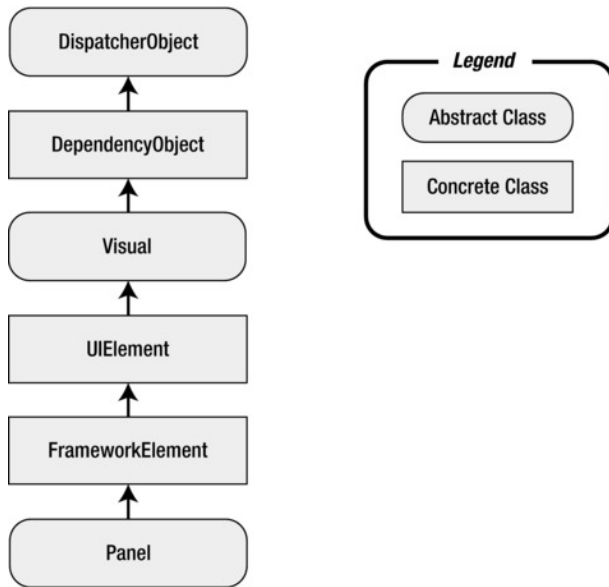 DispatcherObject
DependencyObject
Visual
UIElement
FrameworkElement
Panel
Legend
Abstract Class
Concrete Class